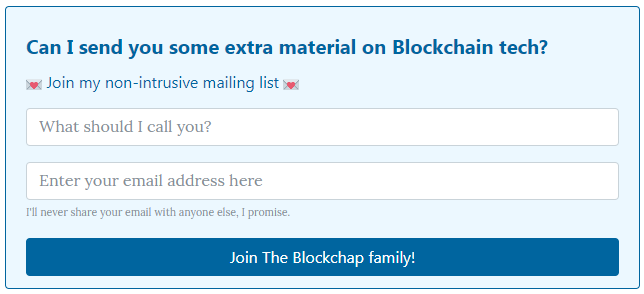 Can I send you some extra material on Blockchain tech?
💌 Join my non-intrusive mailing list 💌
What should I call you?
Enter your email address here
I'll never share your email with anyone else, I promise.
Join The Blockchap family!